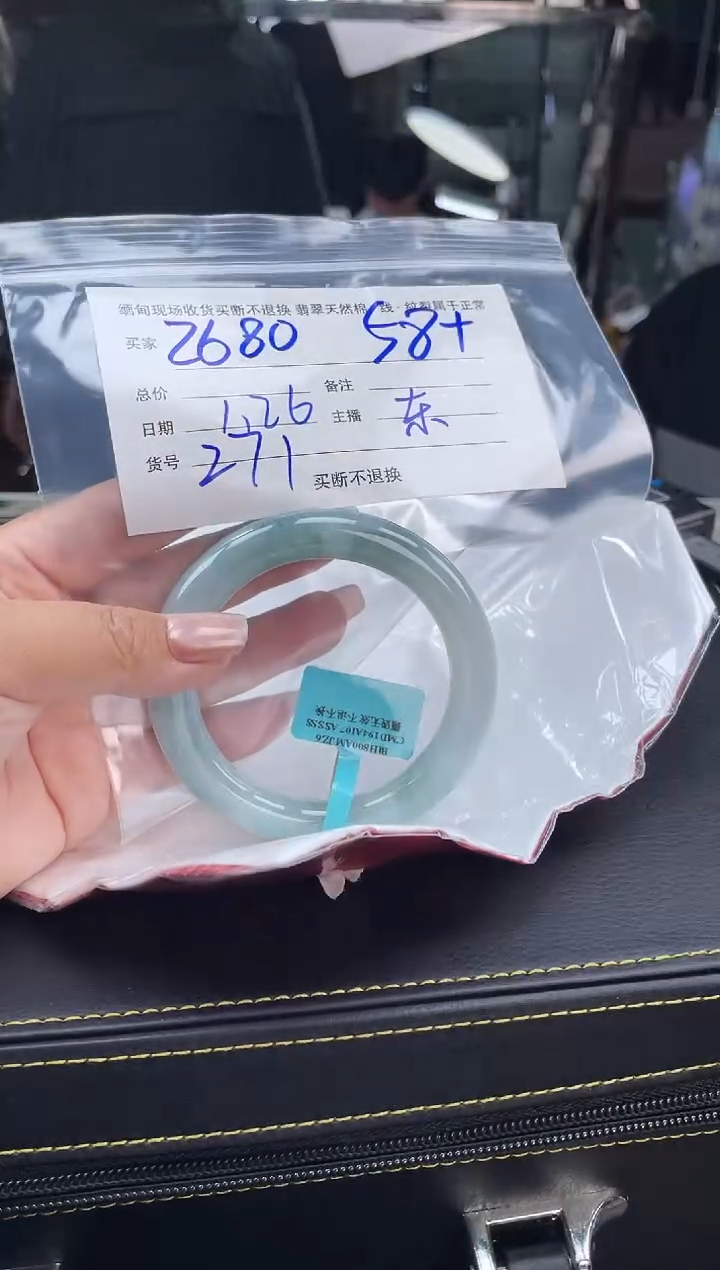 缅甸现场收货买断不退换 翡翠天然棉 线·纹裂属于正常
买家 2680 58+
总价 备注
日期 1.26 主播 东
货号 271 买断不退换
CMD194A10